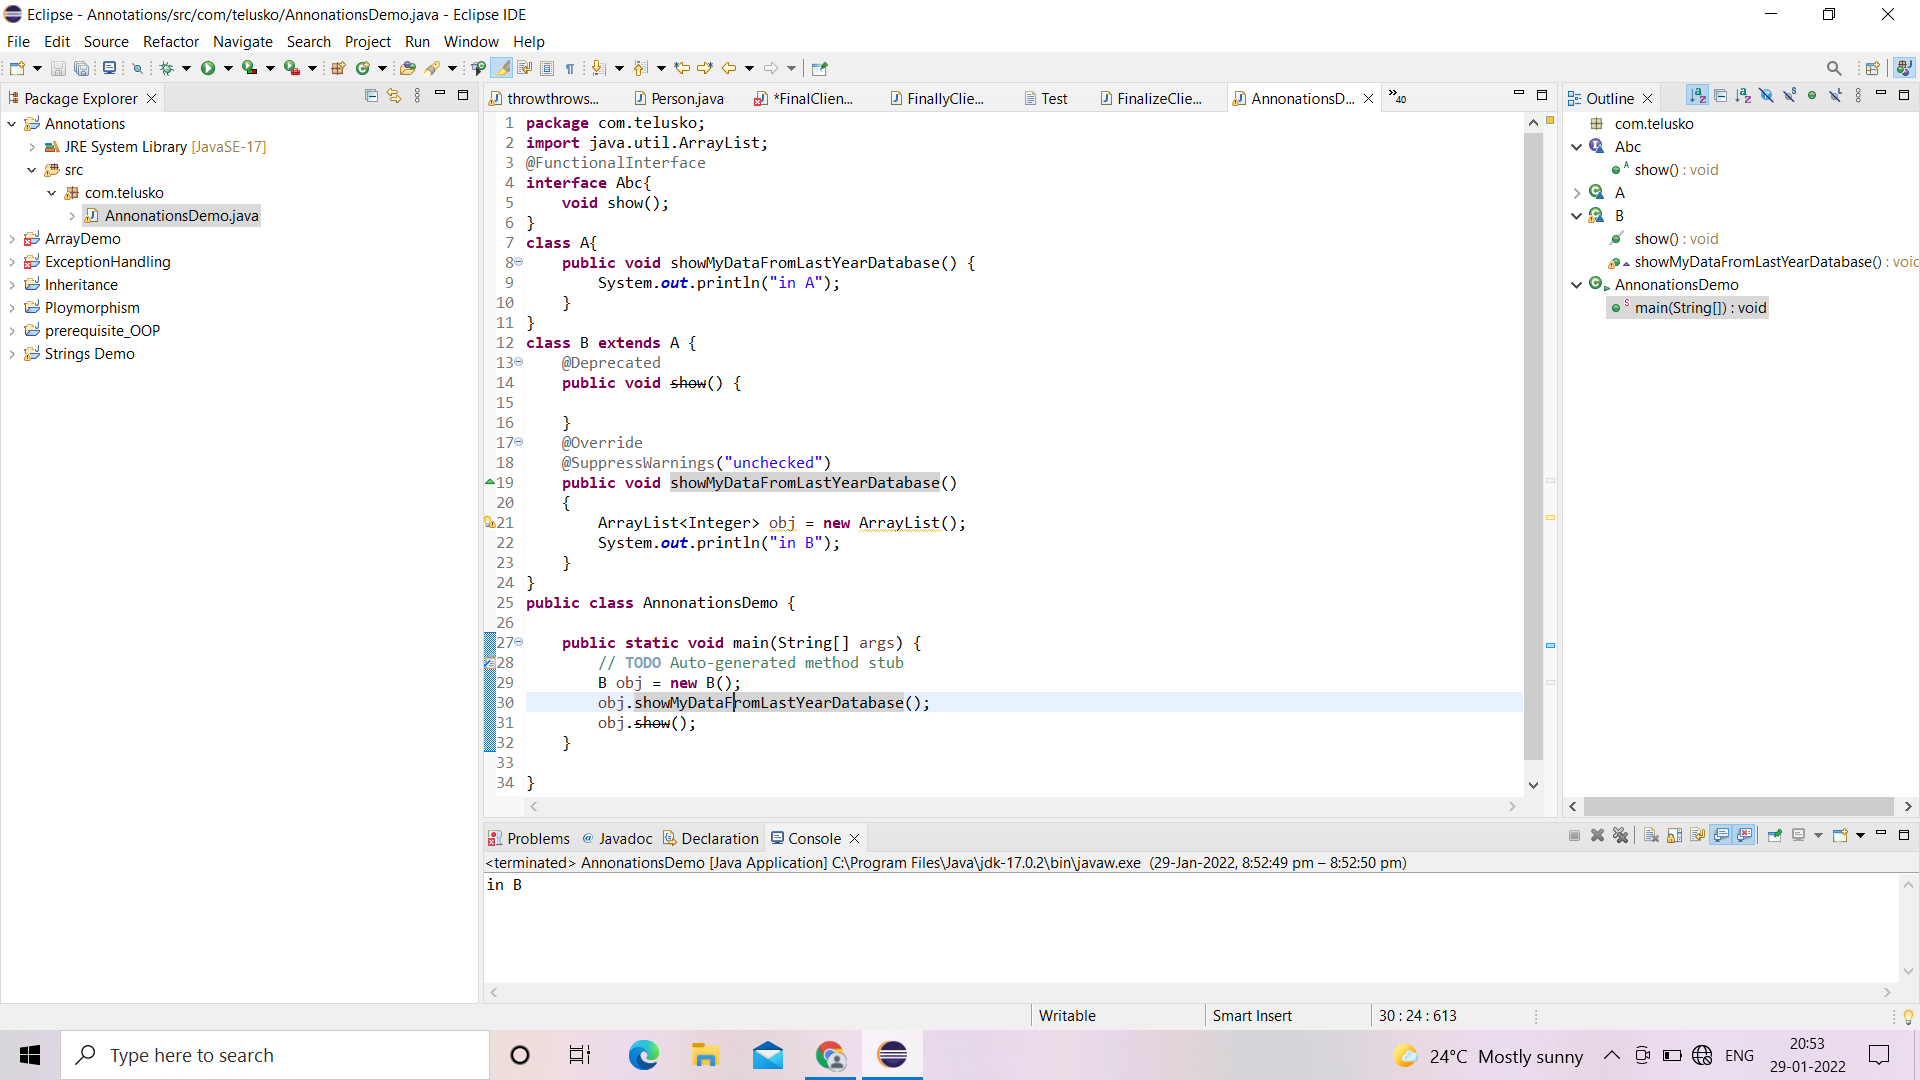 Eclipse - Annotations/src/com/telusko/AnnonationsDemo.java - Eclipse IDE
File Edit Source Refactor Navigate Search Project Run Window Help
Package Explorer
Annotations
JRE System Library [JavaSE-17]
src
com.telusko
AnnonationsDemo.java
ArrayDemo
ExceptionHandling
Inheritance
Ploymorphism
prerequisite_OOP
Strings Demo
throwthrows... Person.java *FinalClien... FinallyClie... Test FinalizeClie... AnnonationsD... »40
1 package com.telusko;
2 import java.util.ArrayList;
3 @FunctionalInterface
4 interface Abc{
5 void show();
6 }
7 class A{
8 public void showMyDataFromLastYearDatabase() {
9 System.out.println("in A");
10 }
11 }
12 class B extends A {
13 @Deprecated
14 public void show() {
15
16 }
17 @Override
18 @SuppressWarnings("unchecked")
19 public void showMyDataFromLastYearDatabase()
20 {
21 ArrayList<Integer> obj = new ArrayList();
22 System.out.println("in B");
23 }
24 }
25 public class AnnonationsDemo {
26
27 public static void main(String[] args) {
28 // TODO Auto-generated method stub
29 B obj = new B();
30 obj.showMyDataFromLastYearDatabase();
31 obj.show();
32 }
33
34 }
Outline
com.telusko
Abc
show() : void
A
B
show() : void
showMyDataFromLastYearDatabase() : void
AnnonationsDemo
main(String[]) : void
Problems @ Javadoc Declaration Console
<terminated> AnnonationsDemo [Java Application] C:\Program Files\Java\jdk-17.0.2\bin\javaw.exe (29-Jan-2022, 8:52:49 pm – 8:52:50 pm)
in B
Writable Smart Insert 30 : 24 : 613
Type here to search
24°C Mostly sunny
ENG
20:53
29-01-2022